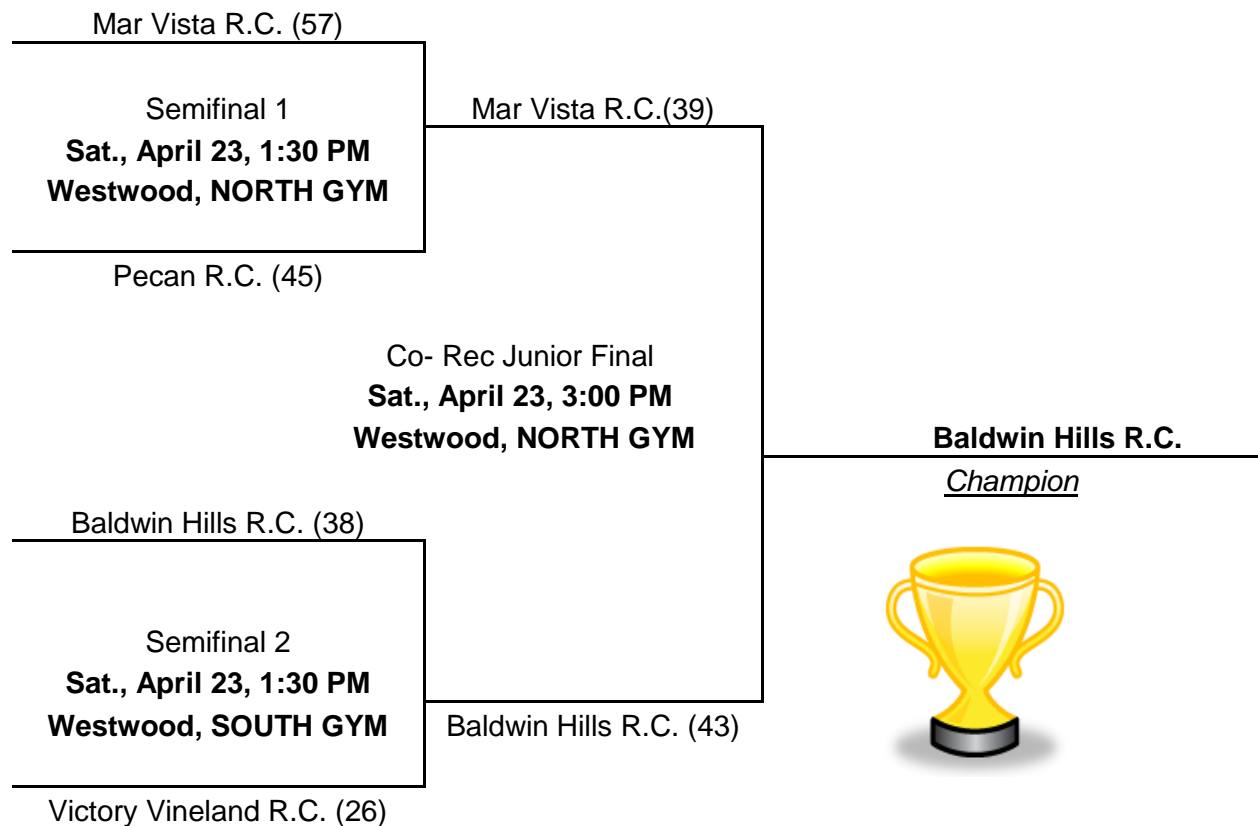 Mar Vista R.C. (57)
Semifinal 1
Sat., April 23, 1:30 PM
Westwood, NORTH GYM
Pecan R.C. (45)
Mar Vista R.C.(39)
Co- Rec Junior Final
Sat., April 23, 3:00 PM
Westwood, NORTH GYM
Baldwin Hills R.C.
Champion
Baldwin Hills R.C. (38)
Semifinal 2
Sat., April 23, 1:30 PM
Westwood, SOUTH GYM
Baldwin Hills R.C. (43)
Victory Vineland R.C. (26)